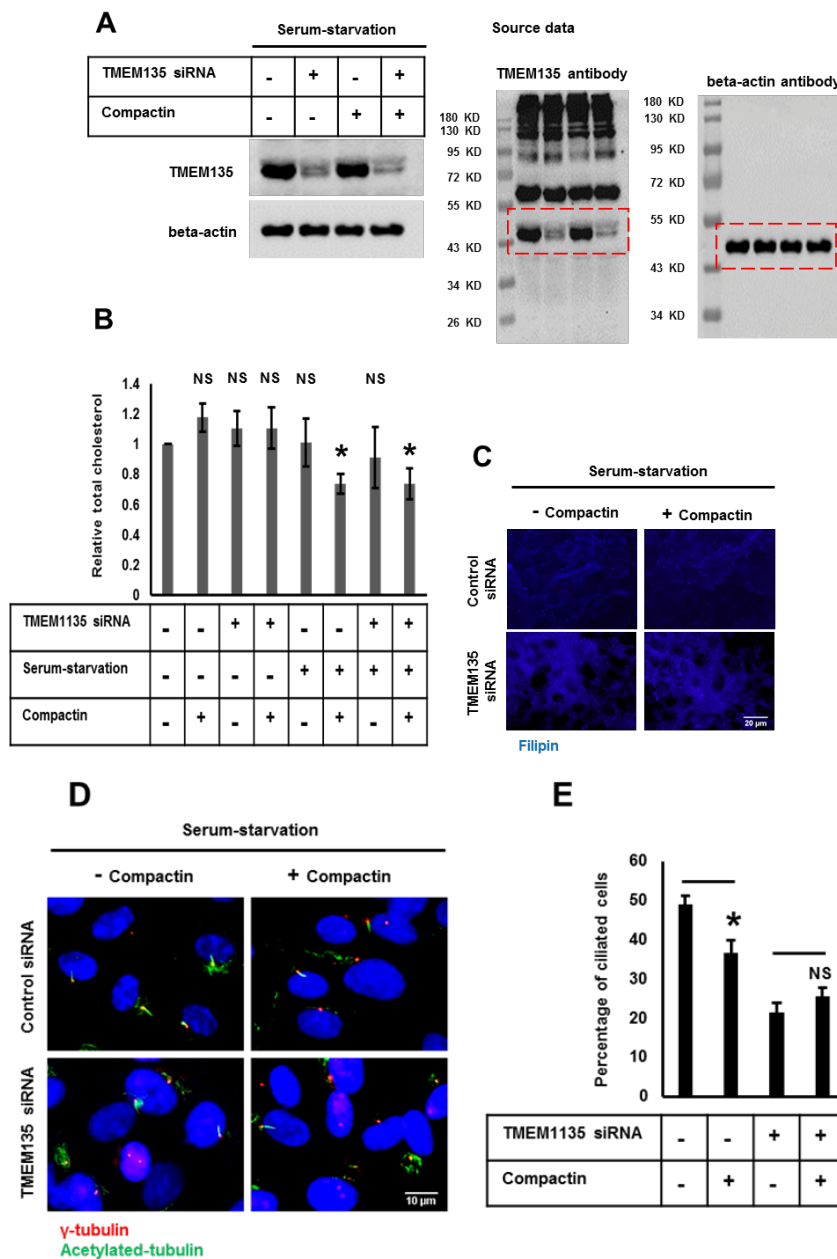 A
Serum-starvation
TMEM135 siRNA - + - +
Compactin - - + +
TMEM135
beta-actin
Source data
TMEM135 antibody
180 KD
130 KD
95 KD
72 KD
55 KD
43 KD
34 KD
26 KD
beta-actin antibody
180 KD
130 KD
95 KD
72 KD
55 KD
43 KD
34 KD
B
Relative total cholesterol
1.4
1.2
1
0.8
0.6
0.4
0.2
0
NS NS NS NS * NS *
TMEM1135 siRNA - - + + - - + +
Serum-starvation - - - - + + + +
Compactin - + - + - + - +
C
Serum-starvation
- Compactin + Compactin
Control
siRNA
TMEM135
siRNA
20 μm
Filipin
D
Serum-starvation
- Compactin + Compactin
Control siRNA
TMEM135 siRNA
10 μm
γ-tubulin
Acetylated-tubulin
E
Percentage of ciliated cells
60
50
40
30
20
10
0
* NS
TMEM1135 siRNA - - + +
Compactin - + - +